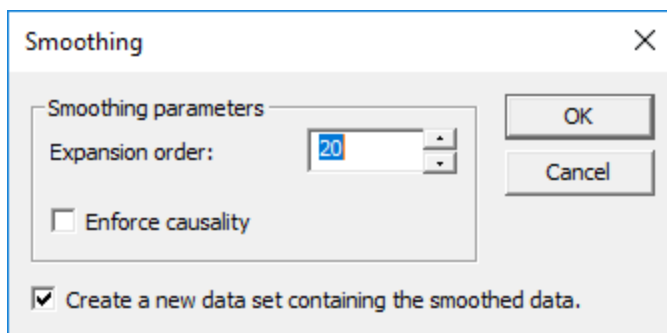 Smoothing
Smoothing parameters
Expansion order:
20
Enforce causality
OK
Cancel
Create a new data set containing the smoothed data.